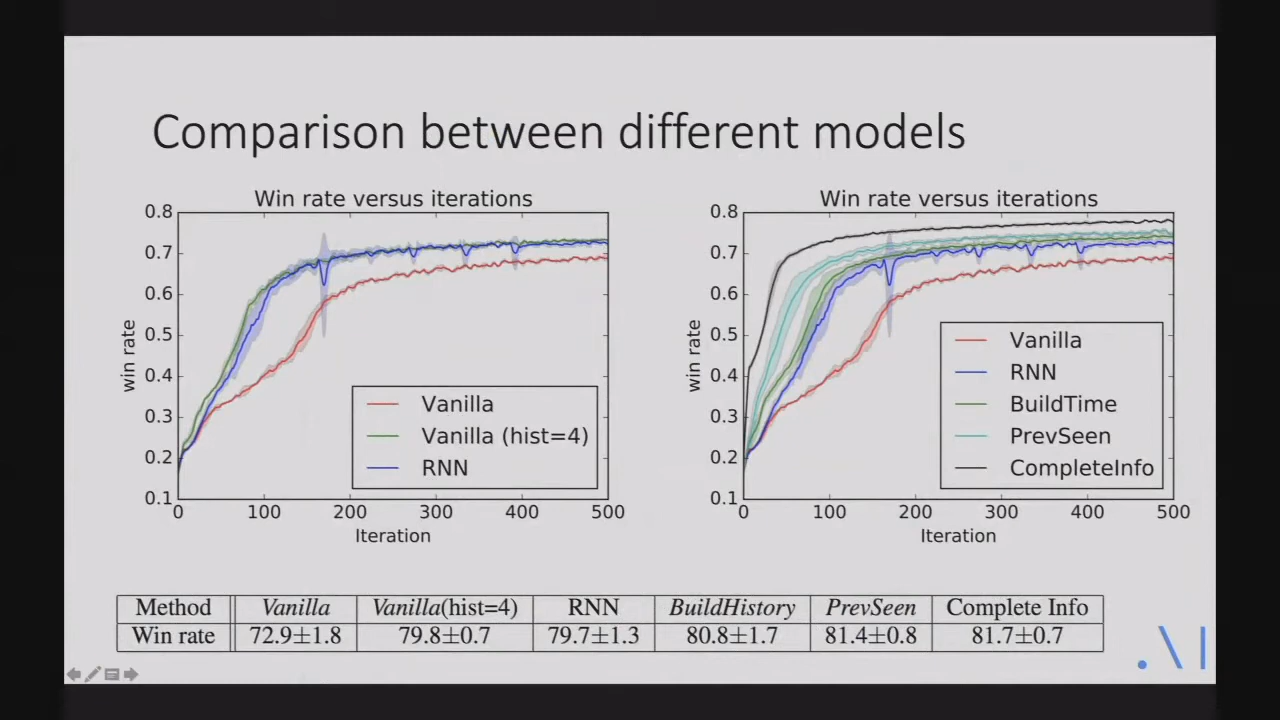 Comparison between different models
Win rate versus iterations
0.8
0.7
0.6
0.5
0.4
0.3
0.2
0.1
win rate
Vanilla
Vanilla (hist=4)
RNN
0 100 200 300 400 500
Iteration
Win rate versus iterations
0.8
0.7
0.6
0.5
0.4
0.3
0.2
0.1
win rate
Vanilla
RNN
BuildTime
PrevSeen
CompleteInfo
0 100 200 300 400 500
Iteration
Method Vanilla Vanilla(hist=4) RNN BuildHistory PrevSeen Complete Info
Win rate 72.9±1.8 79.8±0.7 79.7±1.3 80.8±1.7 81.4±0.8 81.7±0.7
.\|